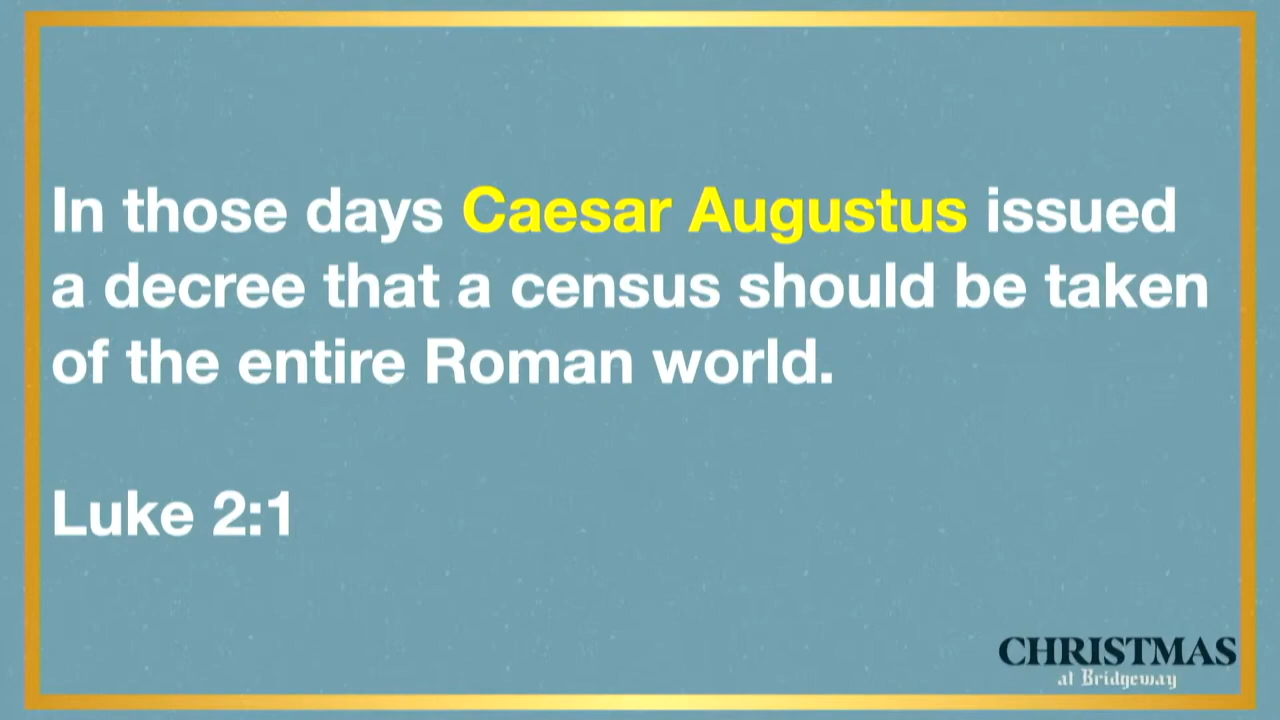 In those days Caesar Augustus issued
a decree that a census should be taken
of the entire Roman world.
Luke 2:1
CHRISTMAS
at Bridgeway